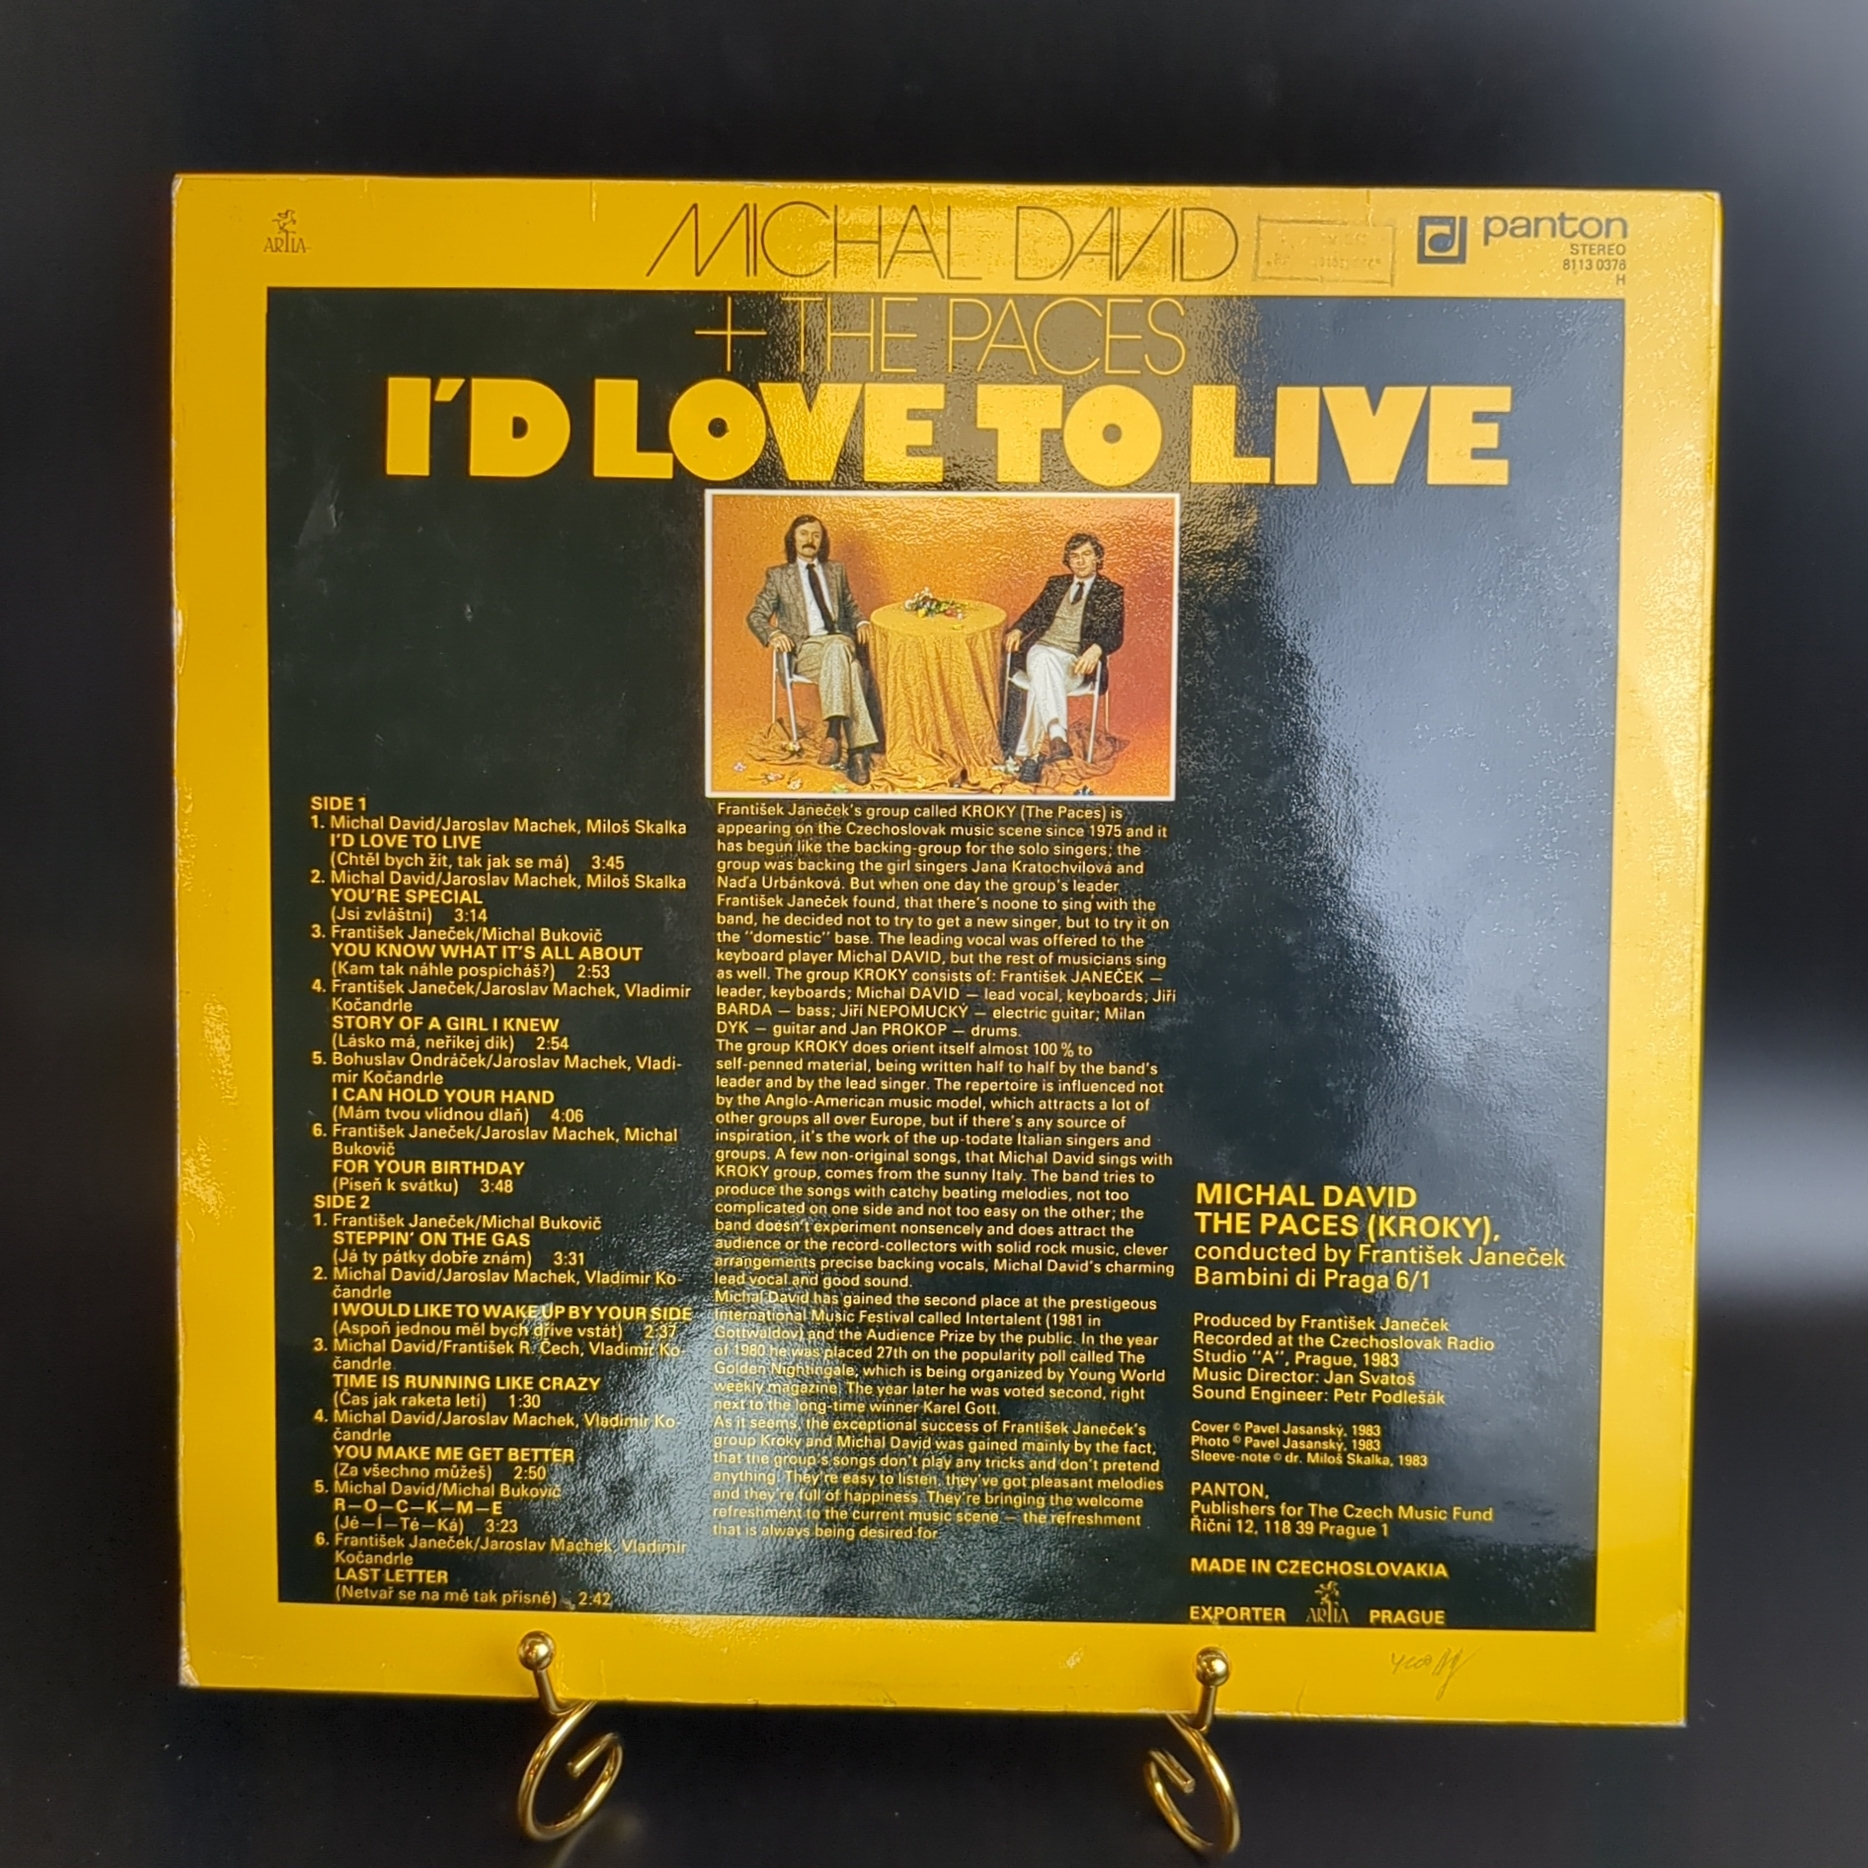 ARTIA
MICHAL DAVID
panton
STEREO
8113 0376
H
+ THE PACES
I'D LOVE TO LIVE
SIDE 1
1. Michal David/Jaroslav Machek, Miloš Skalka
I'D LOVE TO LIVE
(Chtěl bych žít, tak jak se má) 3:45
2. Michal David/Jaroslav Machek, Miloš Skalka
YOU'RE SPECIAL
(Jsi zvláštní) 3:14
3. František Janeček/Michal Bukovič
YOU KNOW WHAT IT'S ALL ABOUT
(Kam tak náhle pospícháš?) 2:53
4. František Janeček/Jaroslav Machek, Vladimír
Kočandrle
STORY OF A GIRL I KNEW
(Lásko má, neříkej dík) 2:54
5. Bohuslav Ondráček/Jaroslav Machek, Vladi-
mír Kočandrle
I CAN HOLD YOUR HAND
(Mám tvou vlídnou dlaň) 4:06
6. František Janeček/Jaroslav Machek, Michal
Bukovič
FOR YOUR BIRTHDAY
(Píseň k svátku) 3:48
SIDE 2
1. František Janeček/Michal Bukovič
STEPPIN' ON THE GAS
(Já ty pátky dobře znám) 3:31
2. Michal David/Jaroslav Machek, Vladimír Ko-
čandrle
I WOULD LIKE TO WAKE UP BY YOUR SIDE
(Aspoň jednou měl bych dříve vstát) 2:37
3. Michal David/František R. Čech, Vladimír Ko-
čandrle
TIME IS RUNNING LIKE CRAZY
(Čas jak raketa letí) 1:30
4. Michal David/Jaroslav Machek, Vladimír Ko-
čandrle
YOU MAKE ME GET BETTER
(Za všechno můžeš) 2:50
5. Michal David/Michal Bukovič
R—O—C—K—M—E
(Jé—Í—Té—Ká) 3:23
6. František Janeček/Jaroslav Machek, Vladimír
Kočandrle
LAST LETTER
(Netvař se na mě tak přísně) 2:42
František Janeček's group called KROKY (The Paces) is
appearing on the Czechoslovak music scene since 1975 and it
has begun like the backing-group for the solo singers; the
group was backing the girl singers Jana Kratochvílová and
Naďa Urbánková. But when one day the group's leader
František Janeček found, that there's noone to sing with the
band, he decided not to try to get a new singer, but to try it on
the "domestic" base. The leading vocal was offered to the
keyboard player Michal DAVID, but the rest of musicians sing
as well. The group KROKY consists of: František JANEČEK —
leader, keyboards; Michal DAVID — lead vocal, keyboards; Jiří
BARDA — bass; Jiří NEPOMUCKÝ — electric guitar; Milan
DYK — guitar and Jan PROKOP — drums.
The group KROKY does orient itself almost 100 % to
self-penned material, being written half to half by the band's
leader and by the lead singer. The repertoire is influenced not
by the Anglo-American music model, which attracts a lot of
other groups all over Europe, but if there's any source of
inspiration, it's the work of the up-todate Italian singers and
groups. A few non-original songs, that Michal David sings with
KROKY group, comes from the sunny Italy. The band tries to
produce the songs with catchy beating melodies, not too
complicated on one side and not too easy on the other; the
band doesn't experiment nonsencely and does attract the
audience or the record-collectors with solid rock music, clever
arrangements precise backing vocals, Michal David's charming
lead vocal and good sound.
Michal David has gained the second place at the prestigeous
International Music Festival called Intertalent (1981 in
Gottwaldov) and the Audience Prize by the public. In the year
of 1980 he was placed 27th on the popularity poll called The
Golden Nightingale, which is being organized by Young World
weekly magazine. The year later he was voted second, right
next to the long-time winner Karel Gott.
As it seems, the exceptional success of František Janeček's
group Kroky and Michal David was gained mainly by the fact,
that the group's songs don't play any tricks and don't pretend
anything. They're easy to listen, they've got pleasant melodies
and they're full of happiness. They're bringing the welcome
refreshment to the current music scene — the refreshment
that is always being desired for.
MICHAL DAVID
THE PACES (KROKY),
conducted by František Janeček
Bambini di Praga 6/1
Produced by František Janeček
Recorded at the Czechoslovak Radio
Studio "A", Prague, 1983
Music Director: Jan Svatoš
Sound Engineer: Petr Podlešák
Cover © Pavel Jasanský, 1983
Photo © Pavel Jasanský, 1983
Sleeve-note © dr. Miloš Skalka, 1983
PANTON,
Publishers for The Czech Music Fund
Říční 12, 118 39 Prague 1
MADE IN CZECHOSLOVAKIA
EXPORTER ARTIA PRAGUE